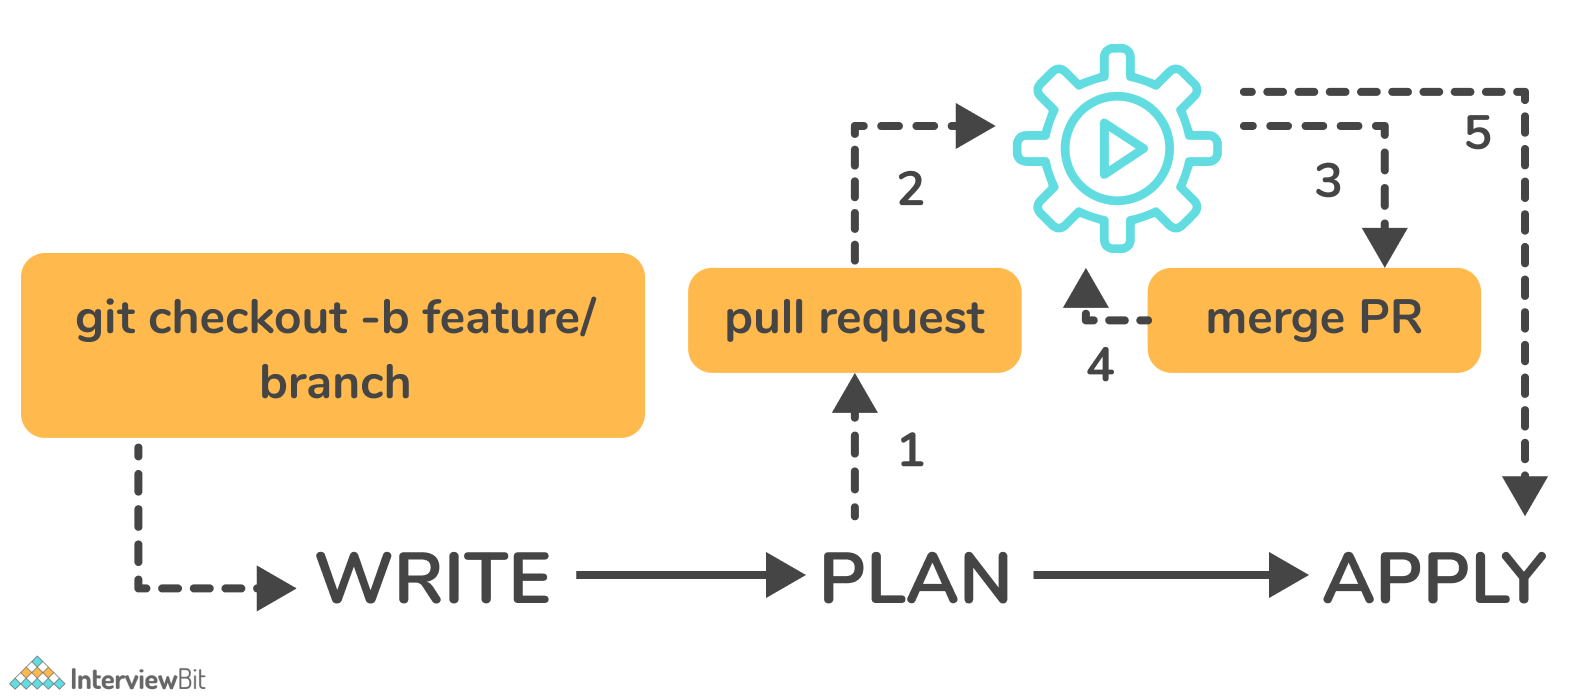 git checkout -b feature/
branch
pull request
merge PR
1
2
3
4
5
WRITE
PLAN
APPLY
InterviewBit